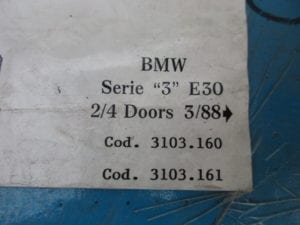 BMW
Serie "3" E30
2/4 Doors 3/88→
Cod. 3103.160
Cod. 3103.161